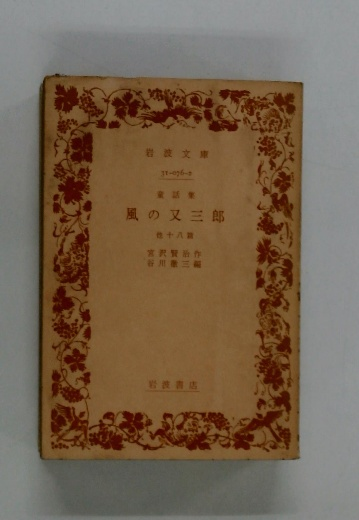 岩波文庫
31-076-2
童話集
風の又三郎
他十八篇
宮沢賢治作
谷川徹三編
岩波書店